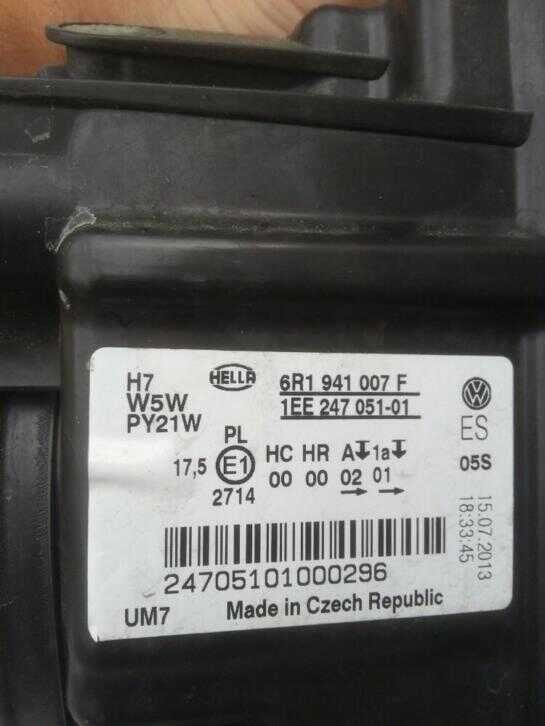 H7
W5W
PY21W
HELLA
6R1 941 007 F
1EE 247 051-01
VW
ES
05S
PL
17,5 E1
2714
HC HR A 1a
00 00 02 01
15.07.2013
18:33:45
24705101000296
UM7
Made in Czech Republic